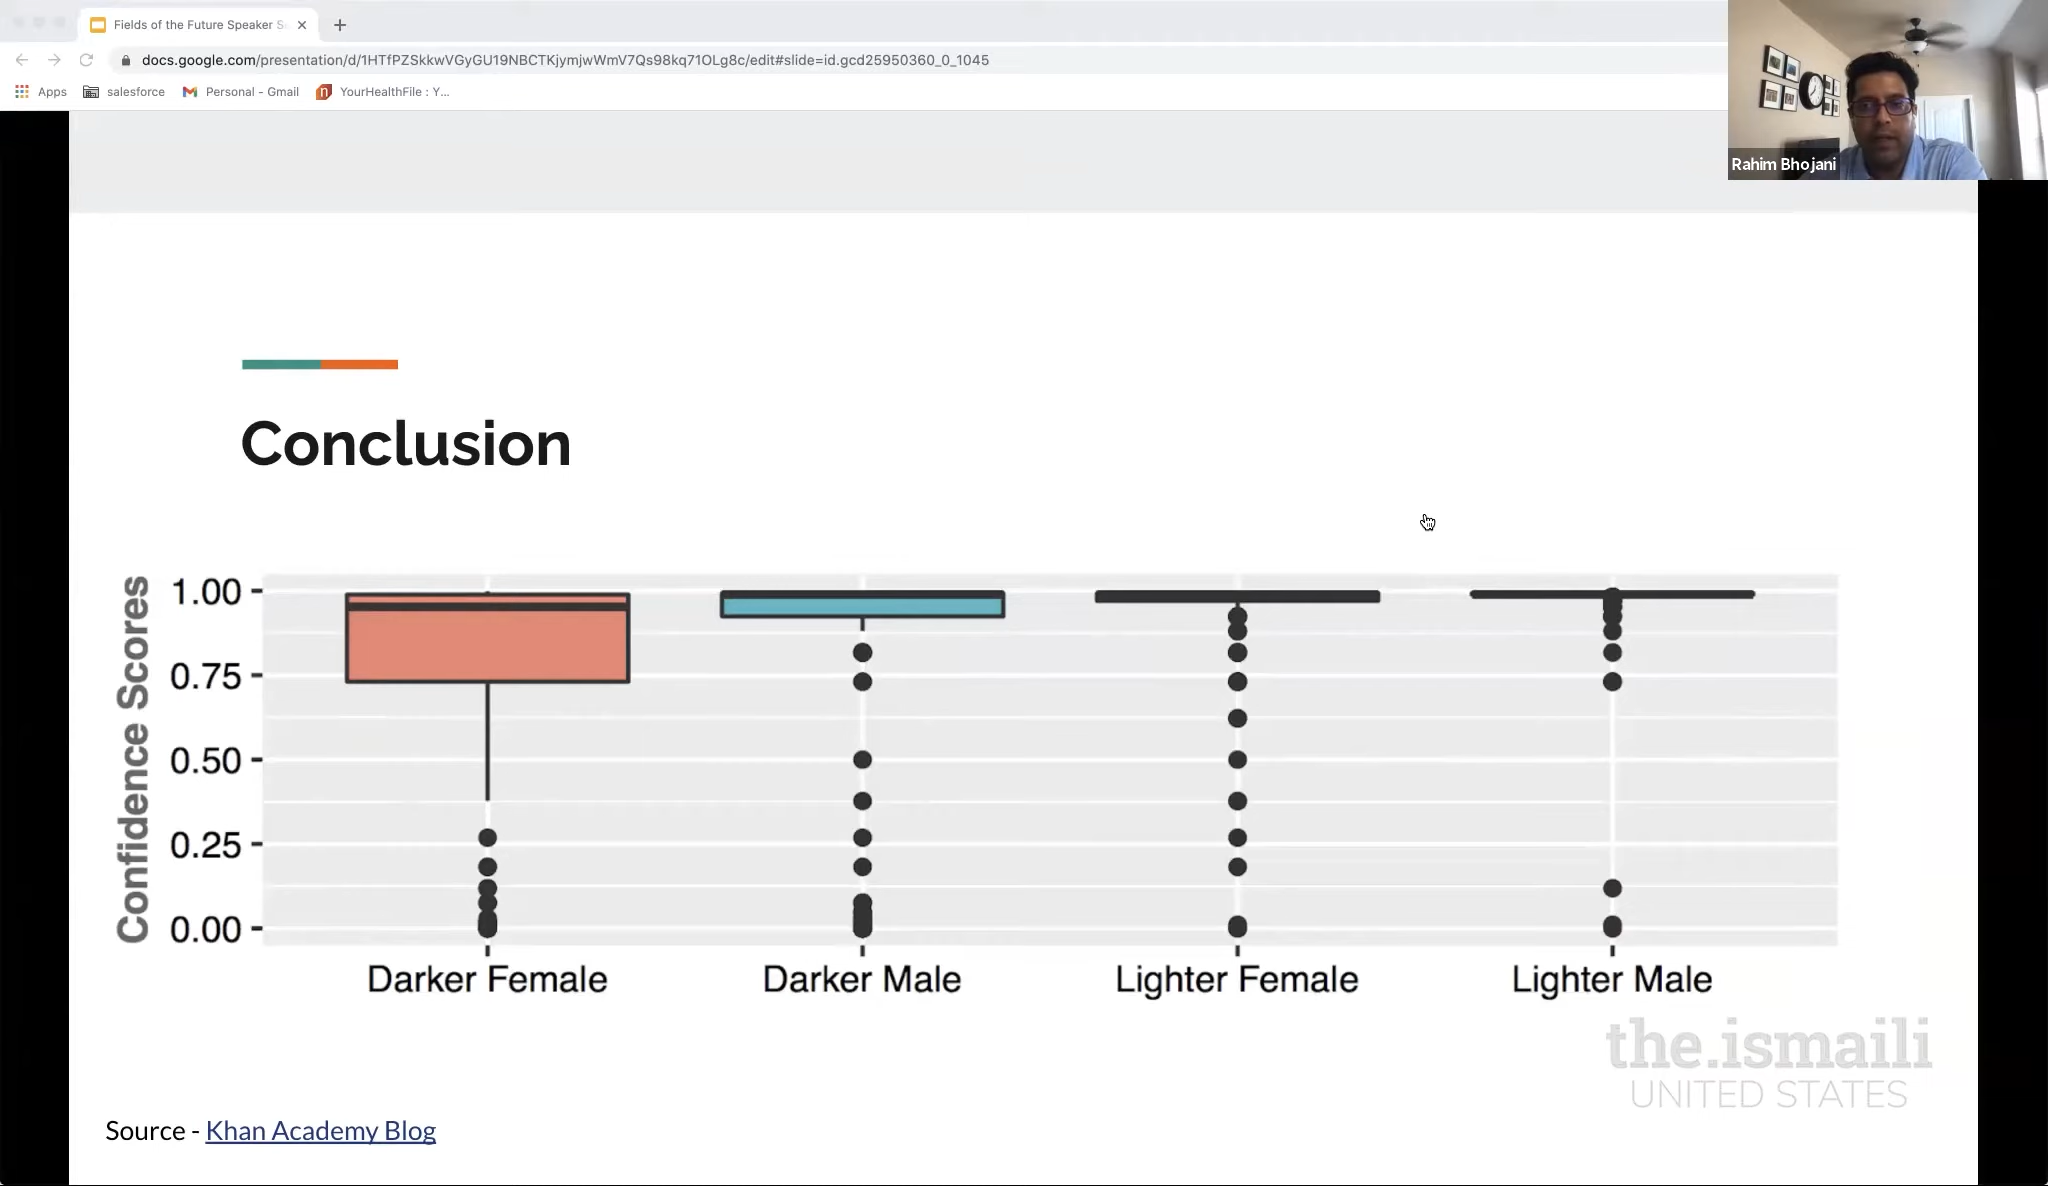 Fields of the Future Speaker S
docs.google.com/presentation/d/1HTfPZSkkwVGyGU19NBCTKjymjwWmV7Qs98kq71OLg8c/edit#slide=id.gcd25950360_0_1045
Apps salesforce Personal - Gmail YourHealthFile : Y...
Rahim Bhojani
Conclusion
Confidence Scores
1.00
0.75
0.50
0.25
0.00
Darker Female Darker Male Lighter Female Lighter Male
the.ismaili
UNITED STATES
Source - Khan Academy Blog